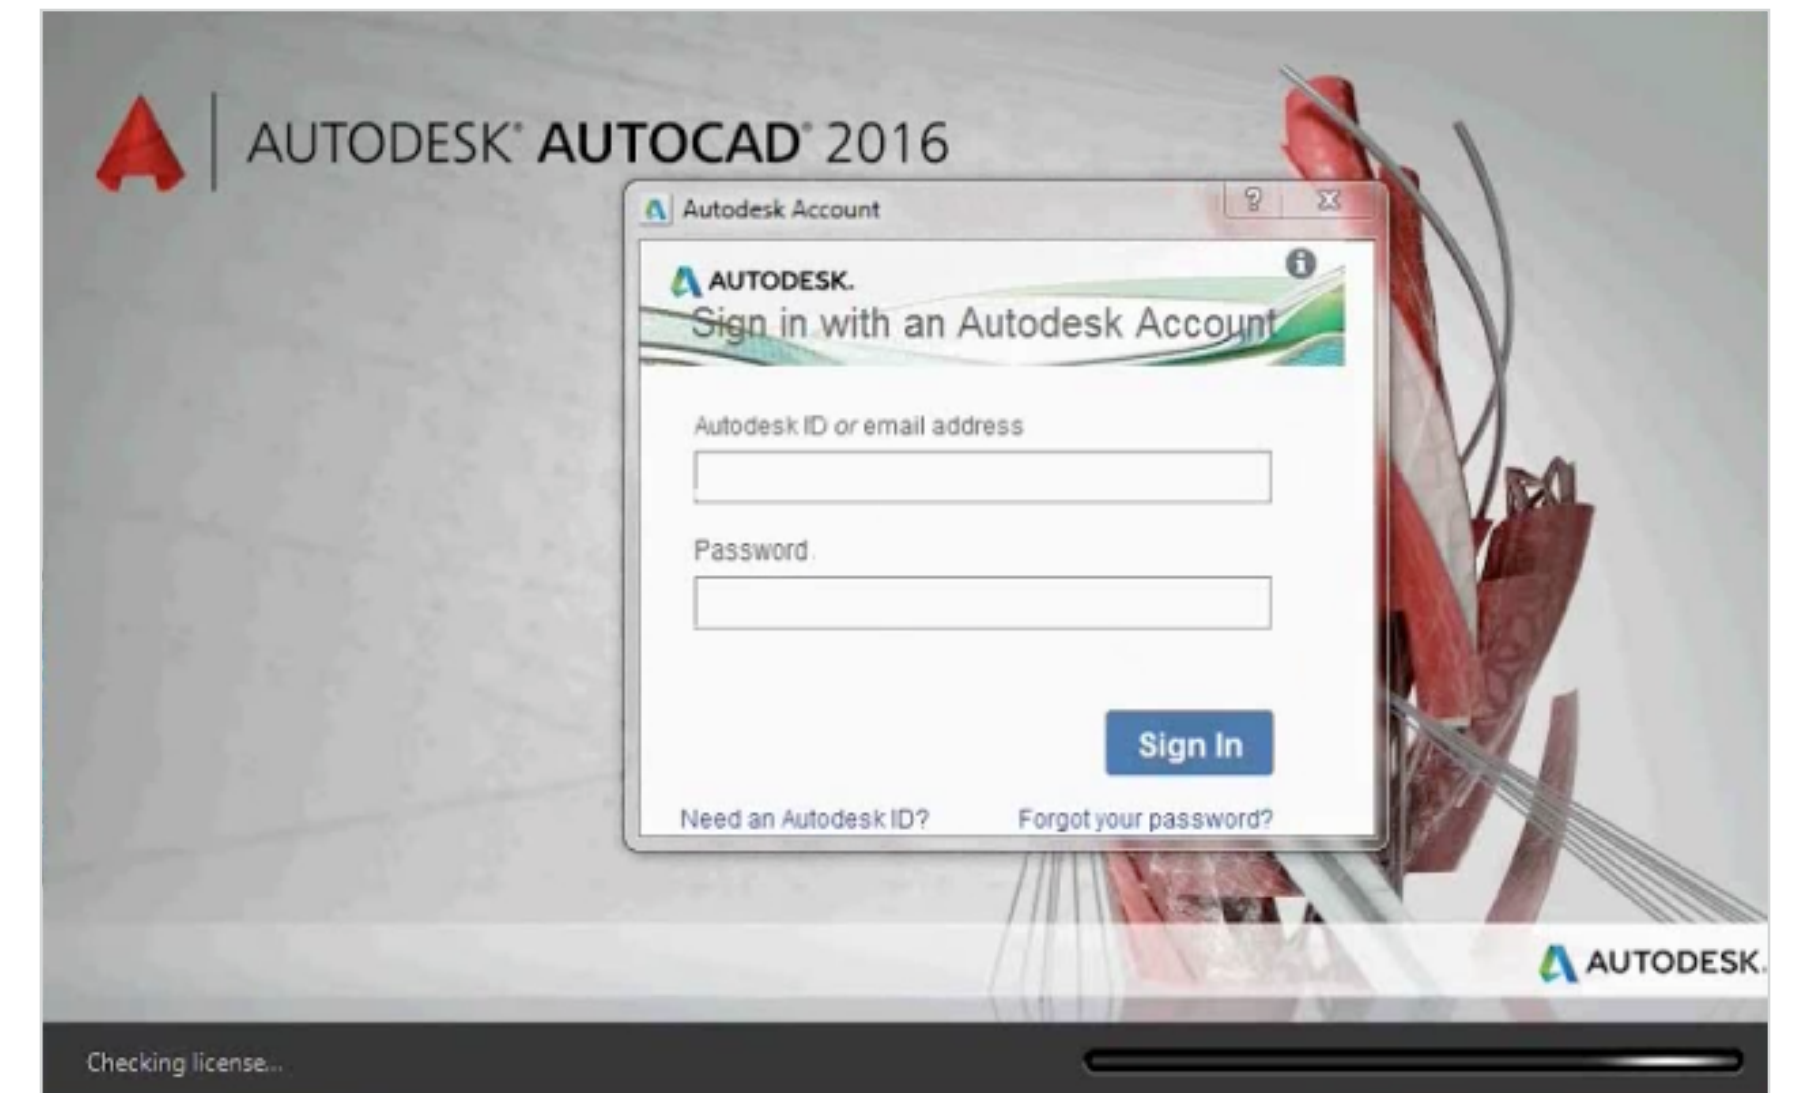 AUTODESK® AUTOCAD® 2016
Autodesk Account
AUTODESK.
Sign in with an Autodesk Account
Autodesk ID or email address
Password
Sign In
Need an Autodesk ID? Forgot your password?
AUTODESK.
Checking license...